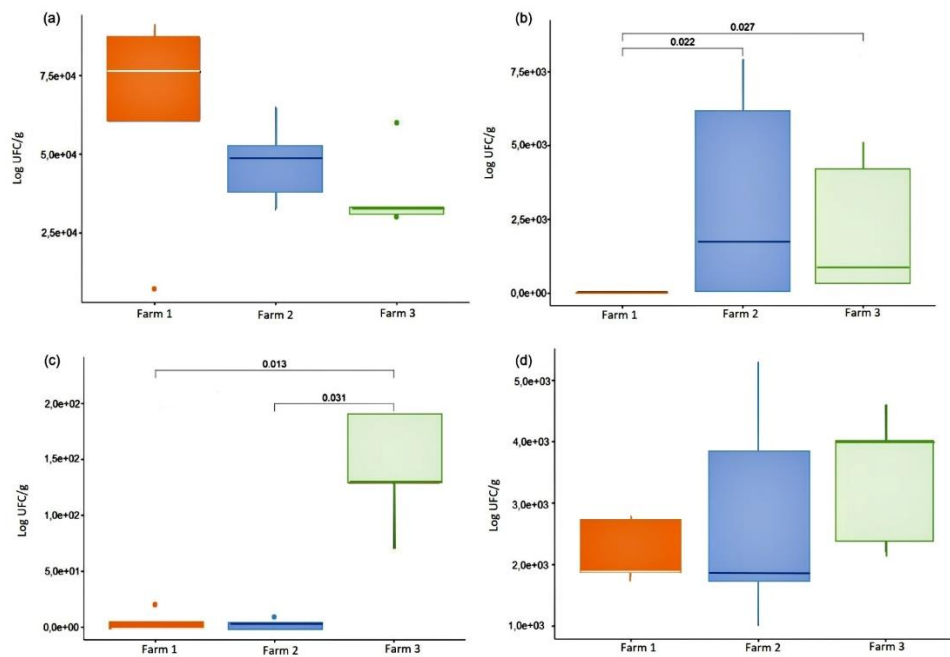 (a)
Log UFC/g
7,5e+04
5,0e+04
2,5e+04
Farm 1
Farm 2
Farm 3
(b)
0.027
0.022
Log UFC/g
7,5e+03
5,0e+03
2,5e+03
0,0e+00
Farm 1
Farm 2
Farm 3
(c)
0.013
0.031
Log UFC/g
2,0e+02
1,5e+02
1,0e+02
5,0e+01
0,0e+00
Farm 1
Farm 2
Farm 3
(d)
Log UFC/g
5,0e+03
4,0e+03
3,0e+03
2,0e+03
1,0e+03
Farm 1
Farm 2
Farm 3